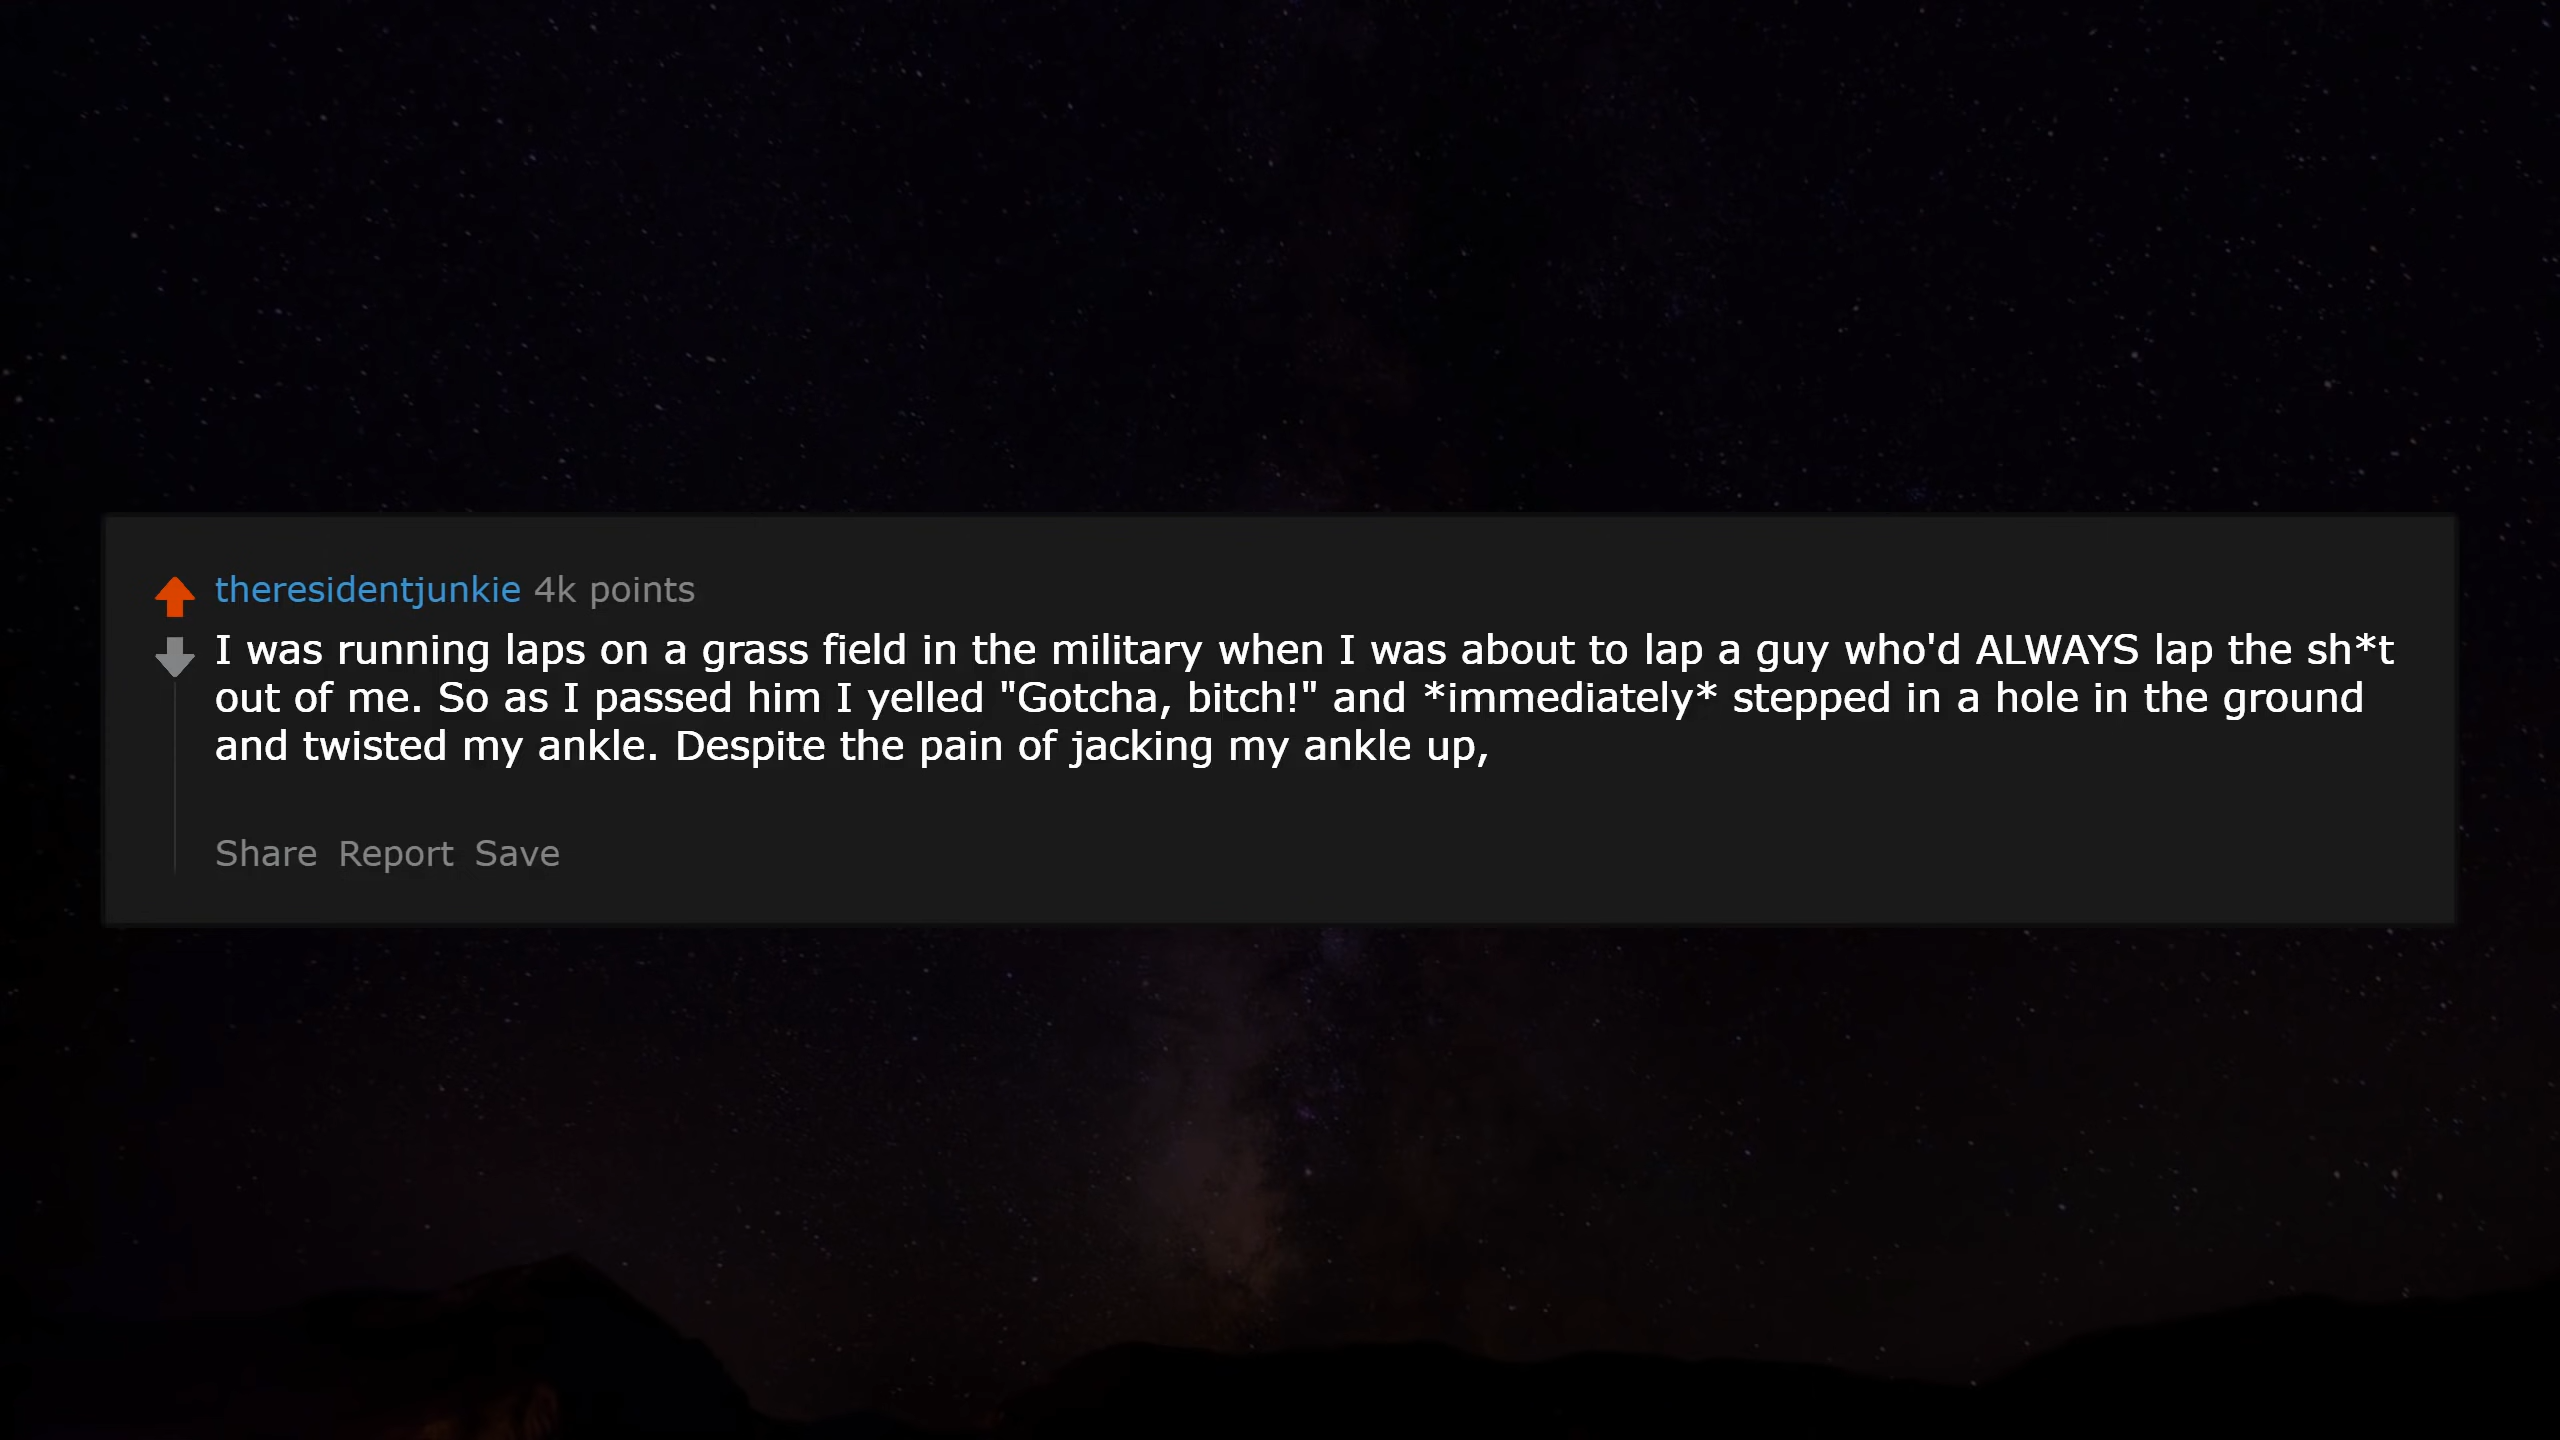 theresidentjunkie 4k points
I was running laps on a grass field in the military when I was about to lap a guy who'd ALWAYS lap the sh*t
out of me. So as I passed him I yelled "Gotcha, bitch!" and *immediately* stepped in a hole in the ground
and twisted my ankle. Despite the pain of jacking my ankle up,
Share Report Save